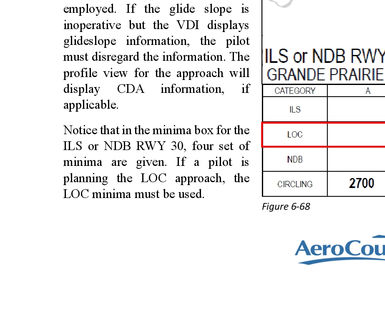 employed. If the glide slope is
inoperative but the VDI displays
glideslope information, the pilot
must disregard the information. The
profile view for the approach will
display CDA information, if
applicable.
Notice that in the minima box for the
ILS or NDB RWY 30, four set of
minima are given. If a pilot is
planning the LOC approach, the
LOC minima must be used.
ILS or NDB RWY
GRANDE PRAIRIE
CATEGORY A
ILS
LOC
NDB
CIRCLING 2700
Figure 6-68
AeroCou